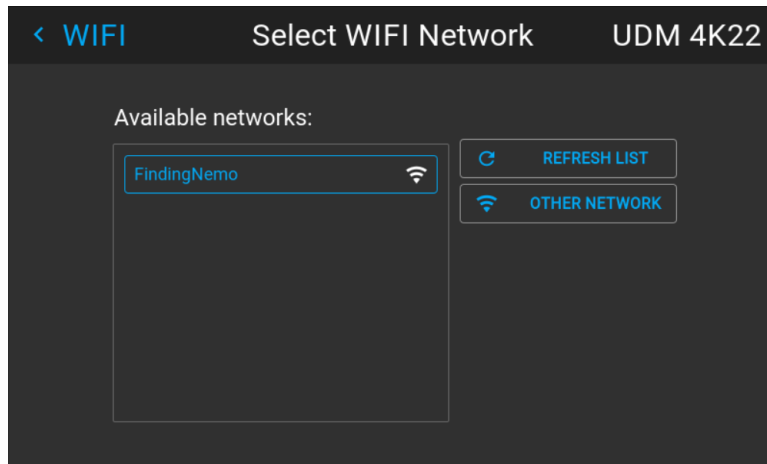 WIFI Select WIFI Network UDM 4K22
Available networks:
FindingNemo
REFRESH LIST
OTHER NETWORK